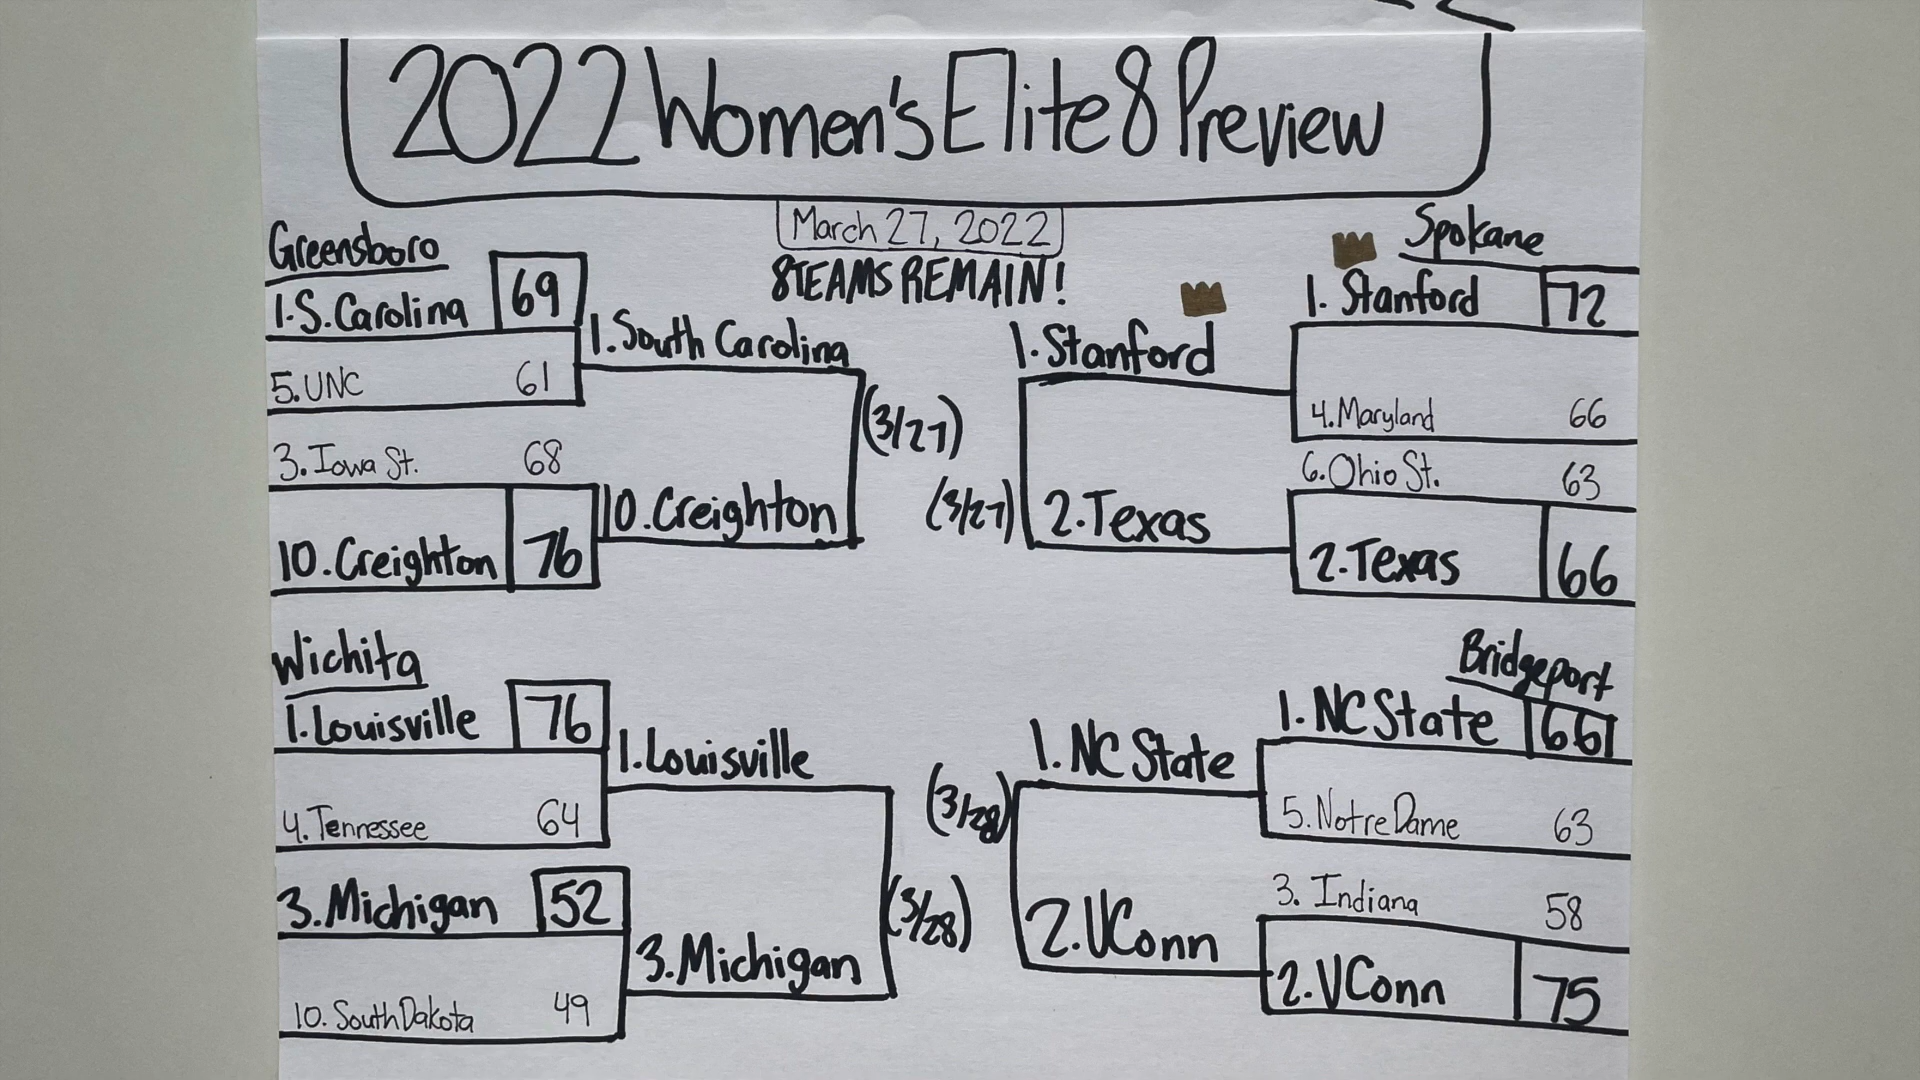 2022 Women's Elite 8 Preview
March 27, 2022
8 TEAMS REMAIN!
Greensboro
1. S. Carolina 69
5. UNC 61
3. Iowa St. 68
10. Creighton 76
1. South Carolina
(3/27)
10. Creighton
Wichita
1. Louisville 76
4. Tennessee 64
3. Michigan 52
10. South Dakota 49
1. Louisville
(3/28)
3. Michigan
Spokane
1. Stanford 72
4. Maryland 66
6. Ohio St. 63
2. Texas 66
1. Stanford
(3/27)
2. Texas
Bridgeport
1. NC State 66
5. Notre Dame 63
3. Indiana 58
2. UConn 75
1. NC State
(3/28)
2. UConn